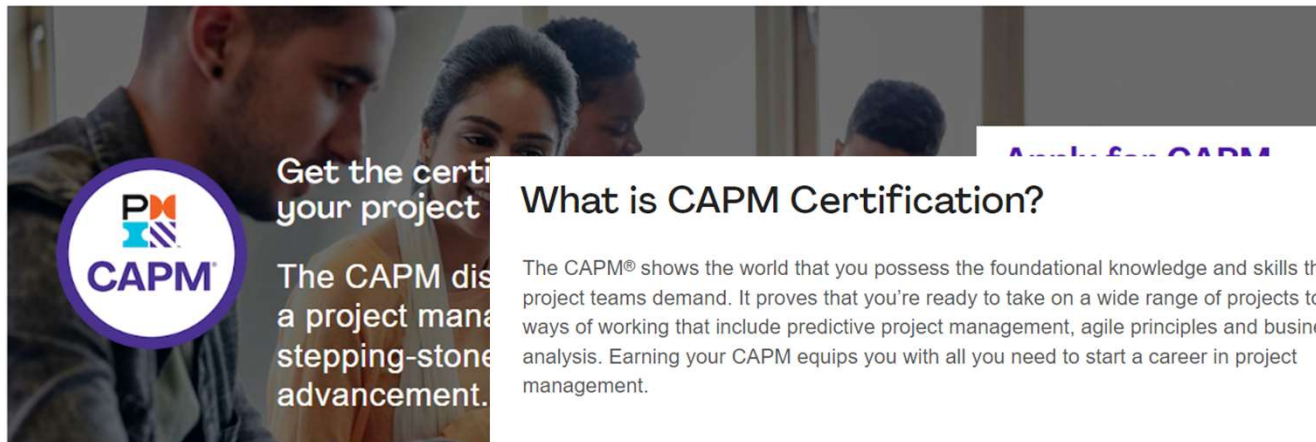 PMI
CAPM®
Get the certi
your project
The CAPM dis
a project mana
stepping-stone
advancement.
Apply for CAPM
What is CAPM Certification?
The CAPM® shows the world that you possess the foundational knowledge and skills th
project teams demand. It proves that you’re ready to take on a wide range of projects to
ways of working that include predictive project management, agile principles and busine
analysis. Earning your CAPM equips you with all you need to start a career in project
management.